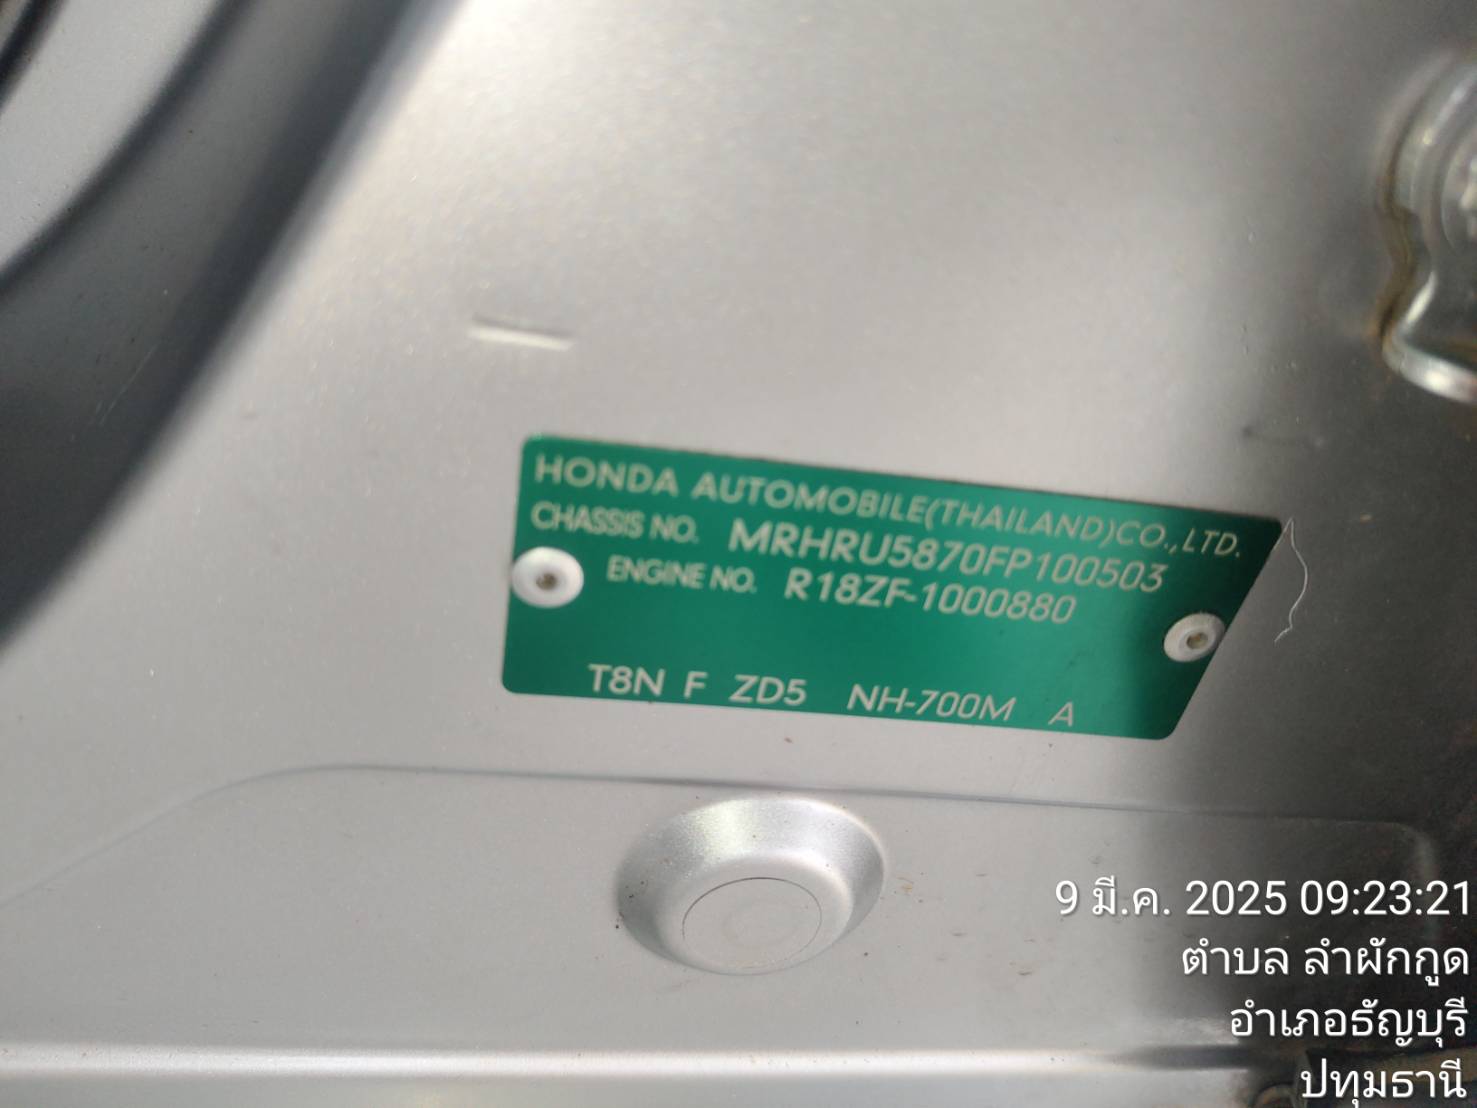 HONDA AUTOMOBILE(THAILAND)CO.,LTD.
CHASSIS NO. MRHRU5870FP100503
ENGINE NO. R18ZF-1000880
T8N F ZD5 NH-700M A
9 มี.ค. 2025 09:23:21
ตำบล ลำผักกูด
อำเภอธัญบุรี
ปทุมธานี